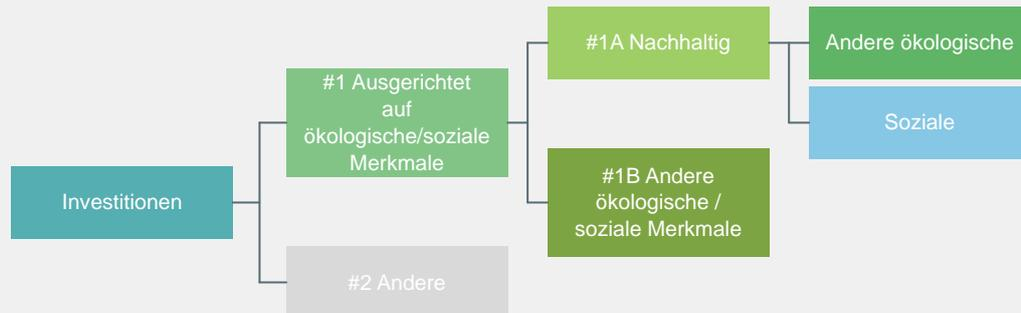 Investitionen
#1 Ausgerichtet
auf
ökologische/soziale
Merkmale
#2 Andere
#1A Nachhaltig
#1B Andere
ökologische /
soziale Merkmale
Andere ökologische
Soziale